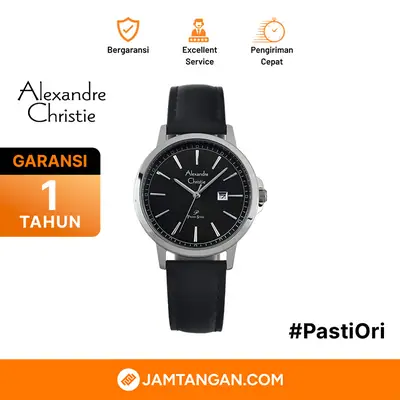 Bergaransi
Excellent
Service
Pengiriman
Cepat
Alexandre
Christie
GARANSI
1
TAHUN
Alexandre
Christie
#PastiOri
JAMTANGAN.COM